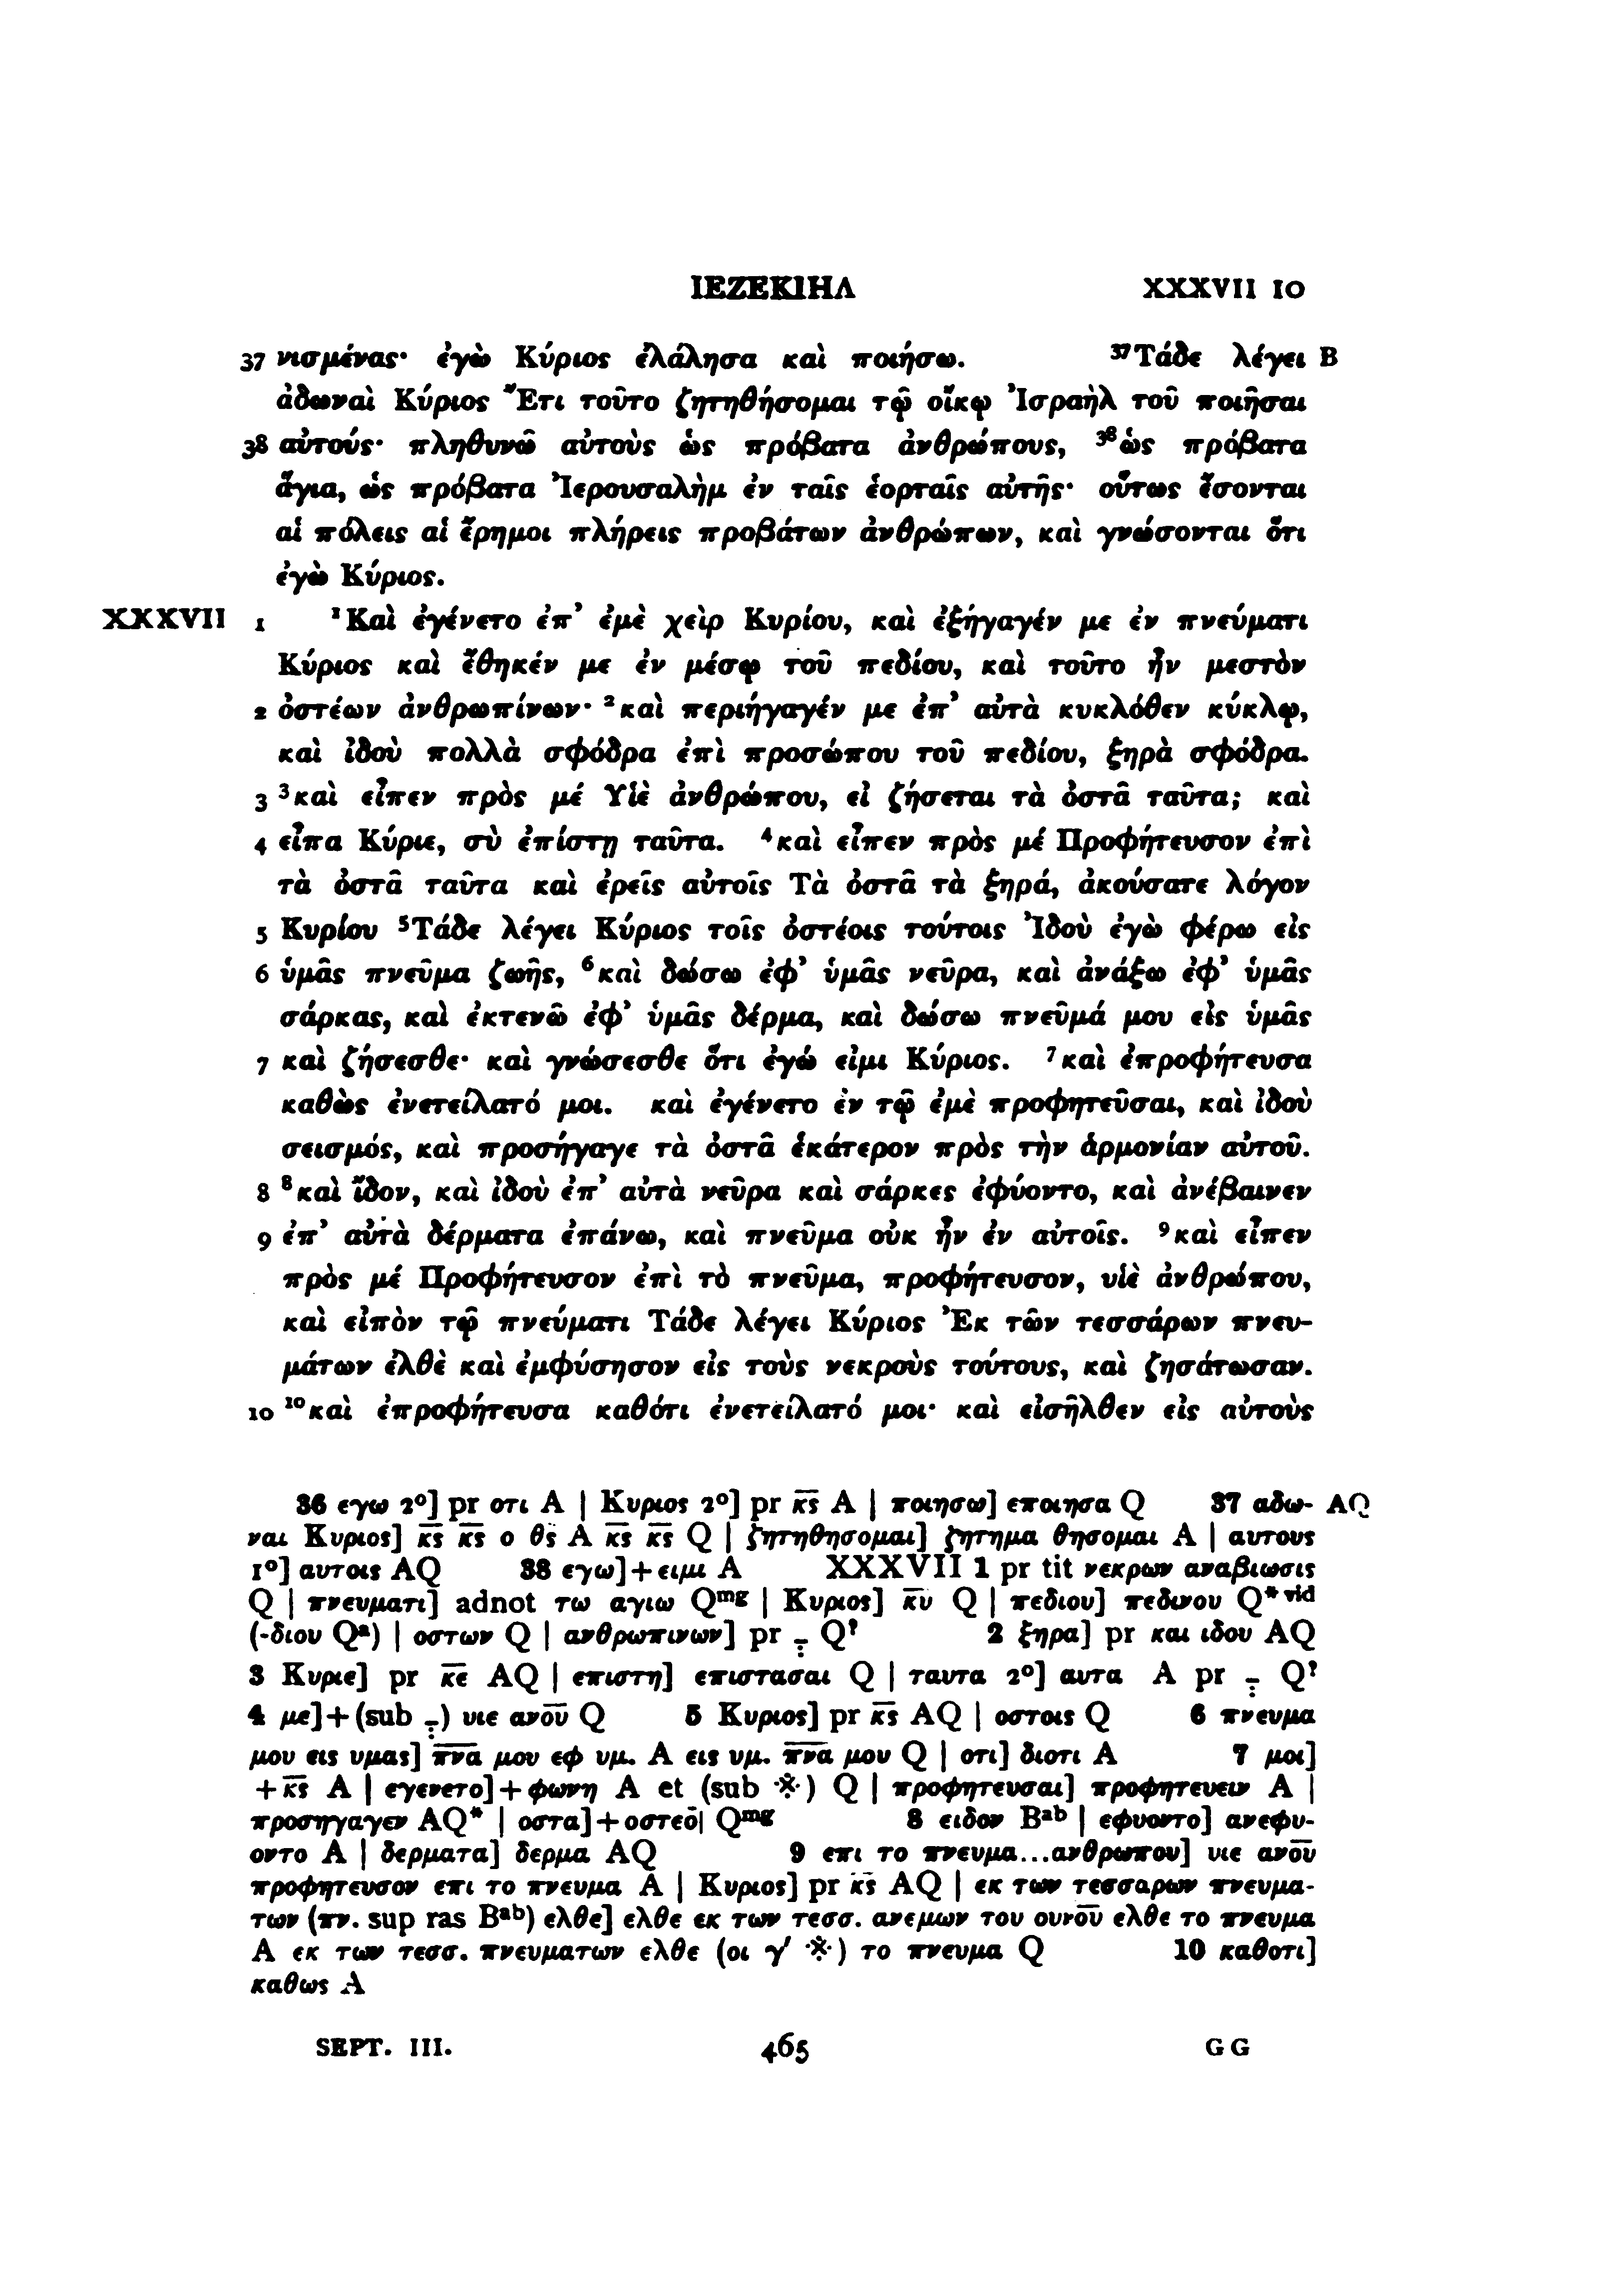 ΙΕΖΕΚΙΗΛ XXXVII 10
37 νισμένας· ἐγὼ Κύριος ἐλάλησα καὶ ποιήσω. ³⁷Τάδε λέγει B
ἀδωναὶ Κύριος Ἔτι τοῦτο ζητηθήσομαι τῷ οἴκῳ Ἰσραὴλ τοῦ ποιῆσαι
38 αὐτούς· πληθυνῶ αὐτοὺς ὡς πρόβατα ἀνθρώπους, ³⁸ὡς πρόβατα
ἅγια, ὡς πρόβατα Ἰερουσαλὴμ ἐν ταῖς ἑορταῖς αὐτῆς· οὕτως ἔσονται
αἱ πόλεις αἱ ἔρημοι πλήρεις προβάτων ἀνθρώπων, καὶ γνώσονται ὅτι
ἐγὼ Κύριος.
XXXVII 1 ¹Καὶ ἐγένετο ἐπ’ ἐμὲ χεὶρ Κυρίου, καὶ ἐξήγαγέν με ἐν πνεύματι
Κύριος καὶ ἔθηκέν με ἐν μέσῳ τοῦ πεδίου, καὶ τοῦτο ἦν μεστὸν
2 ὀστέων ἀνθρωπίνων· ²καὶ περιήγαγέν με ἐπ’ αὐτὰ κυκλόθεν κύκλῳ,
καὶ ἰδοὺ πολλὰ σφόδρα ἐπὶ προσώπου τοῦ πεδίου, ξηρὰ σφόδρα.
3 ³καὶ εἶπεν πρὸς μέ Υἱὲ ἀνθρώπου, εἰ ζήσεται τὰ ὀστᾶ ταῦτα; καὶ
4 εἶπα Κύριε, σὺ ἐπίστῃ ταῦτα. ⁴καὶ εἶπεν πρὸς μέ Προφήτευσον ἐπὶ
τὰ ὀστᾶ ταῦτα καὶ ἐρεῖς αὐτοῖς Τὰ ὀστᾶ τὰ ξηρά, ἀκούσατε λόγον
5 Κυρίου ⁵Τάδε λέγει Κύριος τοῖς ὀστέοις τούτοις Ἰδοὺ ἐγὼ φέρω εἰς
6 ὑμᾶς πνεῦμα ζωῆς, ⁶καὶ δώσω ἐφ’ ὑμᾶς νεῦρα, καὶ ἀνάξω ἐφ’ ὑμᾶς
σάρκας, καὶ ἐκτενῶ ἐφ’ ὑμᾶς δέρμα, καὶ δώσω πνεῦμά μου εἰς ὑμᾶς
7 καὶ ζήσεσθε· καὶ γνώσεσθε ὅτι ἐγώ εἰμι Κύριος. ⁷καὶ ἐπροφήτευσα
καθὼς ἐνετείλατό μοι. καὶ ἐγένετο ἐν τῷ ἐμὲ προφητεῦσαι, καὶ ἰδοὺ
σεισμός, καὶ προσήγαγε τὰ ὀστᾶ ἑκάτερον πρὸς τὴν ἁρμονίαν αὐτοῦ.
8 ⁸καὶ ἴδον, καὶ ἰδοὺ ἐπ’ αὐτὰ νεῦρα καὶ σάρκες ἐφύοντο, καὶ ἀνέβαινεν
9 ἐπ’ αὐτὰ δέρματα ἐπάνω, καὶ πνεῦμα οὐκ ἦν ἐν αὐτοῖς. ⁹καὶ εἶπεν
πρὸς μέ Προφήτευσον ἐπὶ τὸ πνεῦμα, προφήτευσον, υἱὲ ἀνθρώπου,
καὶ εἰπὸν τῷ πνεύματι Τάδε λέγει Κύριος Ἐκ τῶν τεσσάρων πνευ-
μάτων ἐλθὲ καὶ ἐμφύσησον εἰς τοὺς νεκροὺς τούτους, καὶ ζησάτωσαν.
10 ¹⁰καὶ ἐπροφήτευσα καθότι ἐνετείλατό μοι· καὶ εἰσῆλθεν εἰς αὐτοὺς
36 εγω 2°] pr οτι A | Κυριος 2°] pr κ̅ς̅ A | ποιησω] εποιησα Q 37 αδω- AQ
ναι Κυριος] κ̅ς̅ κ̅ς̅ ο θ̅ς̅ A κ̅ς̅ κ̅ς̅ Q | ζητηθησομαι] ζητημα θησομαι A | αυτους
1°] αυτοις AQ 38 εγω]+ειμι A XXXVII 1 pr tit νεκρων αναβιωσις
Q | πνευματι] adnot τω αγιω Qᵐᵍ | Κυριος] κ̅υ̅ Q | πεδιου] πεδινου Q*ᵛⁱᵈ
(-διου Qᵃ) | οστων Q | ανθρωπινων] pr ÷ Q? 2 ξηρα] pr και ιδου AQ
3 Κυριε] pr κ̅ε̅ AQ | επιστη] επιστασαι Q | ταυτα 2°] αυτα A pr ÷ Q?
4 με]+(sub ÷) υιε αν̅ο̅υ̅ Q 5 Κυριος] pr κ̅ς̅ AQ | οστοις Q 6 πνευμα
μου εις υμας] π̅ν̅α̅ μου εφ υμ. A εις υμ. π̅ν̅α̅ μου Q | οτι] διοτι A 7 μοι]
+κ̅ς̅ A | εγενετο]+φωνη A et (sub ※) Q | προφητευσαι] προφητευειν A |
προσηγαγεν AQ* | οστα]+οστεο̅| Qᵐᵍ 8 ειδον Bᵃᵇ | εφυοντο] ανεφυ-
οντο A | δερματα] δερμα AQ 9 επι το πνευμα...ανθρωπου] υιε αν̅ο̅υ̅
προφητευσον επι το πνευμα A | Κυριος] pr κ̅ς̅ AQ | εκ των τεσσαρων πνευμα-
των (πν. sup ras Bᵃᵇ) ελθε] ελθε εκ των τεσσ. ανεμων του ουν̅ο̅υ̅ ελθε το πνευμα
A εκ των τεσσ. πνευματων ελθε (οι γ′ ※) το πνευμα Q 10 καθοτι]
καθως A
SEPT. III. 465 GG